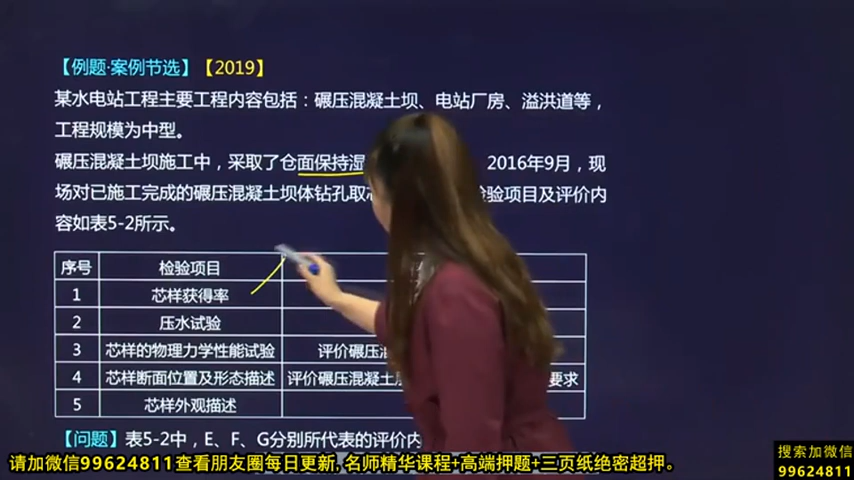 【例题·案例节选】【2019】
某水电站工程主要工程内容包括：碾压混凝土坝、电站厂房、溢洪道等，
工程规模为中型。
碾压混凝土坝施工中，采取了仓面保持湿 2016年9月，现
场对已施工完成的碾压混凝土坝体钻孔取 检验项目及评价内
容如表5-2所示。
序号 检验项目
1 芯样获得率
2 压水试验
3 芯样的物理力学性能试验 评价碾压
4 芯样断面位置及形态描述 评价碾压混凝土 要求
5 芯样外观描述
【问题】表5-2中，E、F、G分别所代表的评价内
请加微信99624811查看朋友圈每日更新，名师精华课程+高端押题+三页纸绝密超押。
搜索加微信
99624811